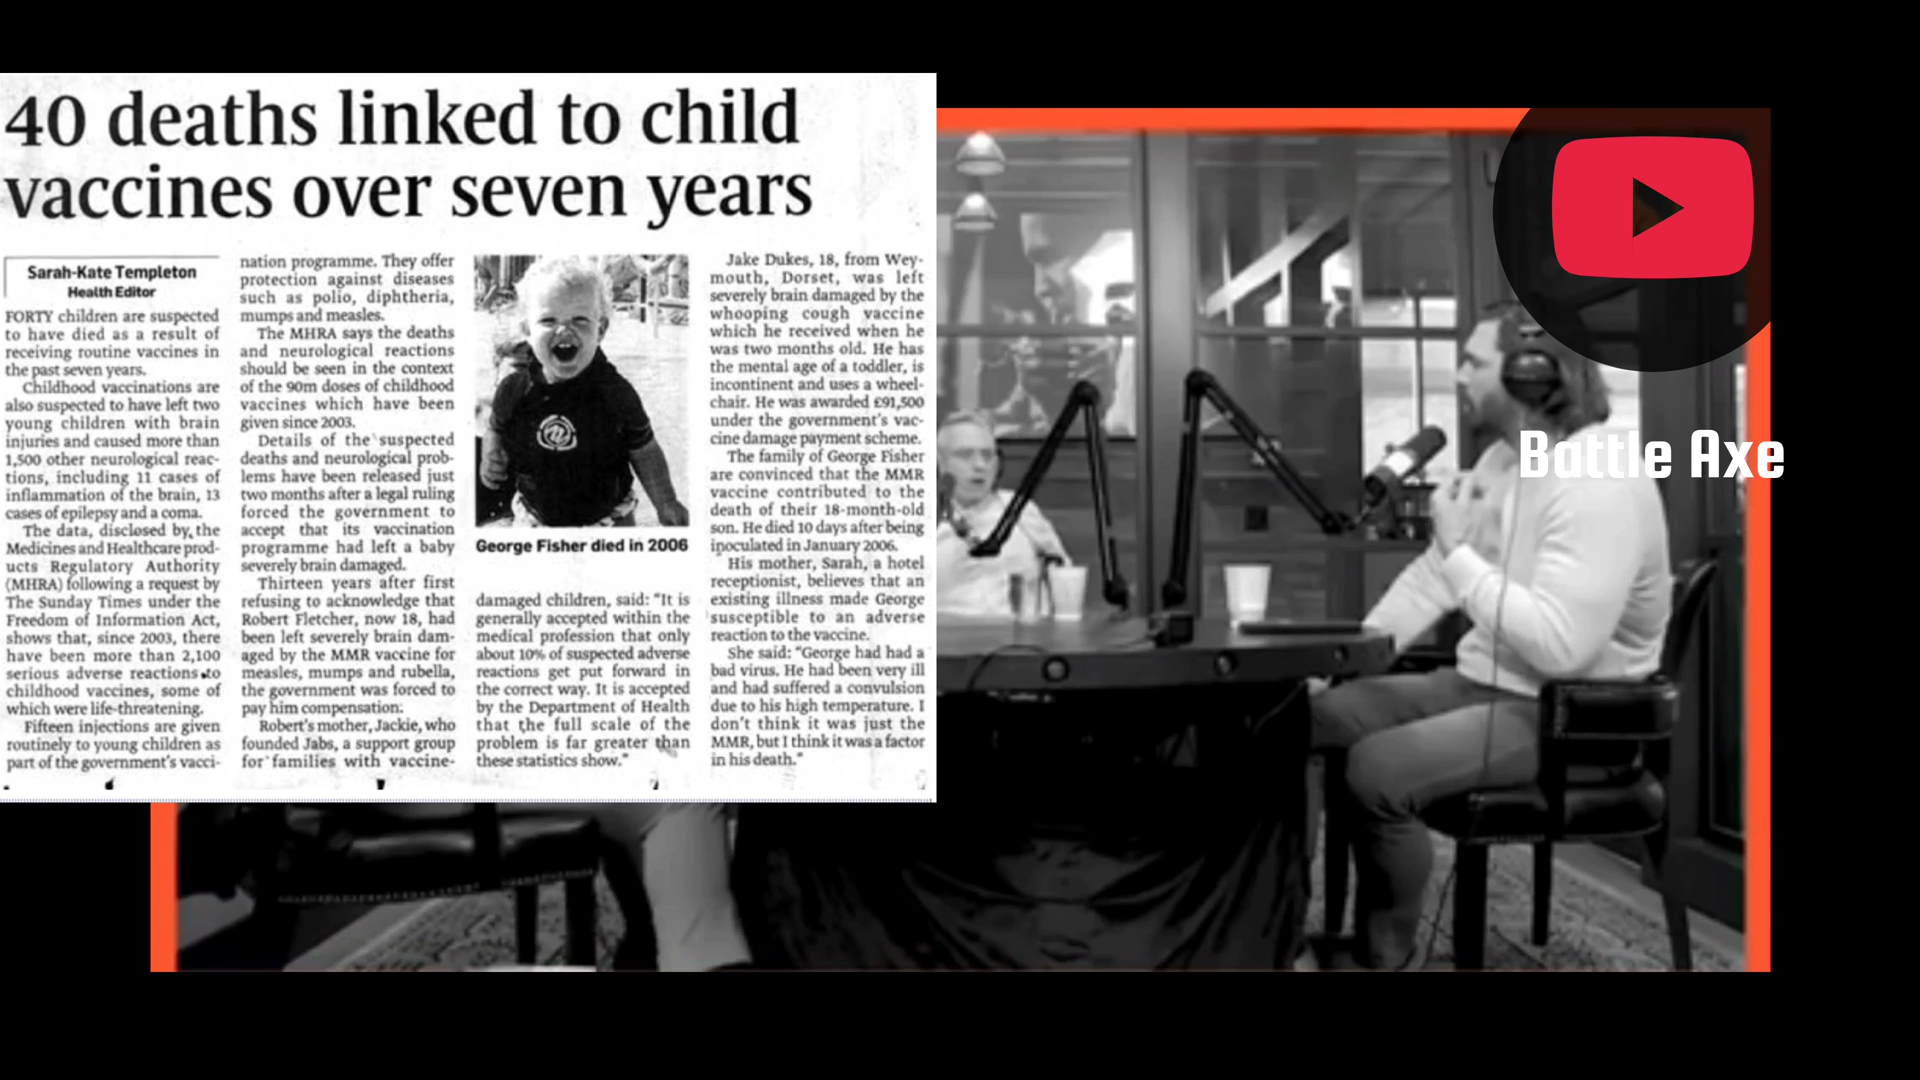 40 deaths linked to child
vaccines over seven years
Sarah-Kate Templeton
Health Editor
FORTY children are suspected
to have died as a result of
receiving routine vaccines in
the past seven years.
Childhood vaccinations are
also suspected to have left two
young children with brain
injuries and caused more than
1,500 other neurological reac-
tions, including 11 cases of
inflammation of the brain, 13
cases of epilepsy and a coma.
The data, disclosed by the
Medicines and Healthcare prod-
ucts Regulatory Authority
(MHRA) following a request by
The Sunday Times under the
Freedom of Information Act,
shows that, since 2003, there
have been more than 2,100
serious adverse reactions to
childhood vaccines, some of
which were life-threatening.
Fifteen injections are given
routinely to young children as
part of the government's vacci-
nation programme. They offer
protection against diseases
such as polio, diphtheria,
mumps and measles.
The MHRA says the deaths
and neurological reactions
should be seen in the context
of the 90m doses of childhood
vaccines which have been
given since 2003.
Details of the suspected
deaths and neurological prob-
lems have been released just
two months after a legal ruling
forced the government to
accept that its vaccination
programme had left a baby
severely brain damaged.
Thirteen years after first
refusing to acknowledge that
Robert Fletcher, now 18, had
been left severely brain dam-
aged by the MMR vaccine for
measles, mumps and rubella,
the government was forced to
pay him compensation.
Robert's mother, Jackie, who
founded Jabs, a support group
for families with vaccine-
George Fisher died in 2006
damaged children, said: "It is
generally accepted within the
medical profession that only
about 10% of suspected adverse
reactions get put forward in
the correct way. It is accepted
by the Department of Health
that the full scale of the
problem is far greater than
these statistics show."
Jake Dukes, 18, from Wey-
mouth, Dorset, was left
severely brain damaged by the
whooping cough vaccine
which he received when he
was two months old. He has
the mental age of a toddler, is
incontinent and uses a wheel-
chair. He was awarded £91,500
under the government's vac-
cine damage payment scheme.
The family of George Fisher
are convinced that the MMR
vaccine contributed to the
death of their 18-month-old
son. He died 10 days after being
inoculated in January 2006.
His mother, Sarah, a hotel
receptionist, believes that an
existing illness made George
susceptible to an adverse
reaction to the vaccine.
She said: "George had had a
bad virus. He had been very ill
and had suffered a convulsion
due to his high temperature. I
don't think it was just the
MMR, but I think it was a factor
in his death."
Battle Axe